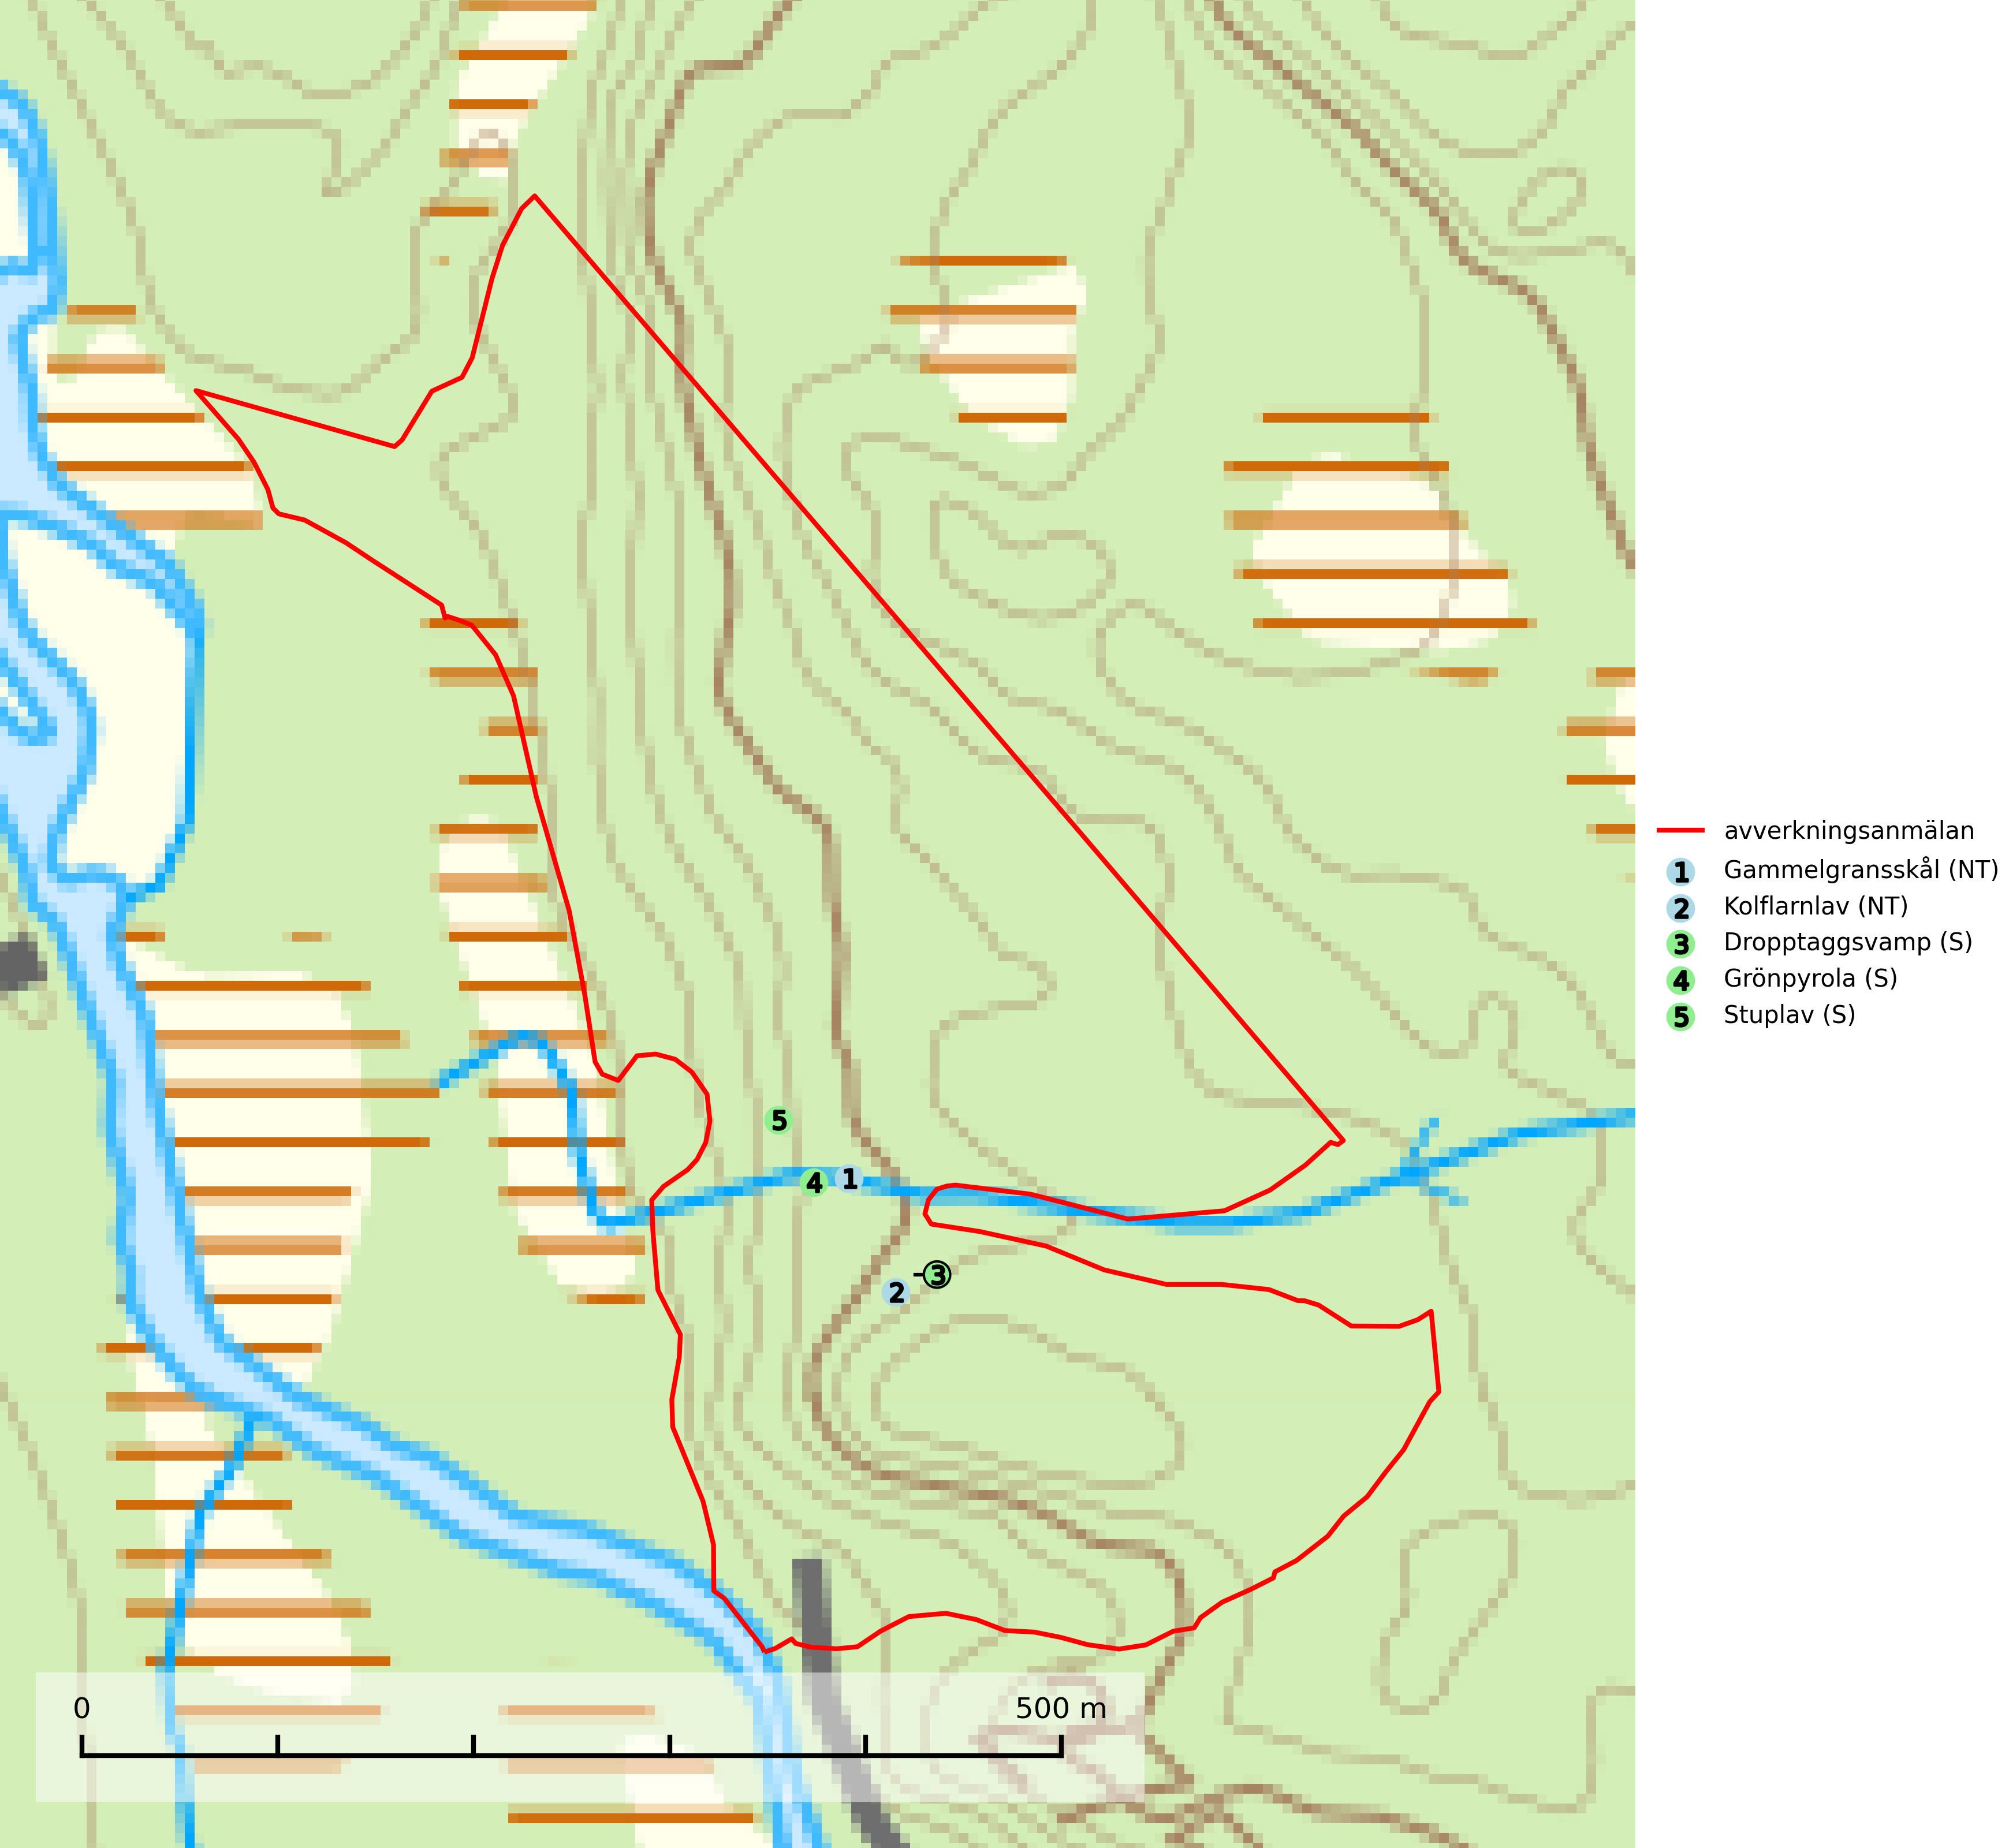 5
4 1
3
2
0 500 m
avverkningsanmälan
1 Gammelgransskål (NT)
2 Kolflarnlav (NT)
3 Dropptaggsvamp (S)
4 Grönpyrola (S)
5 Stuplav (S)